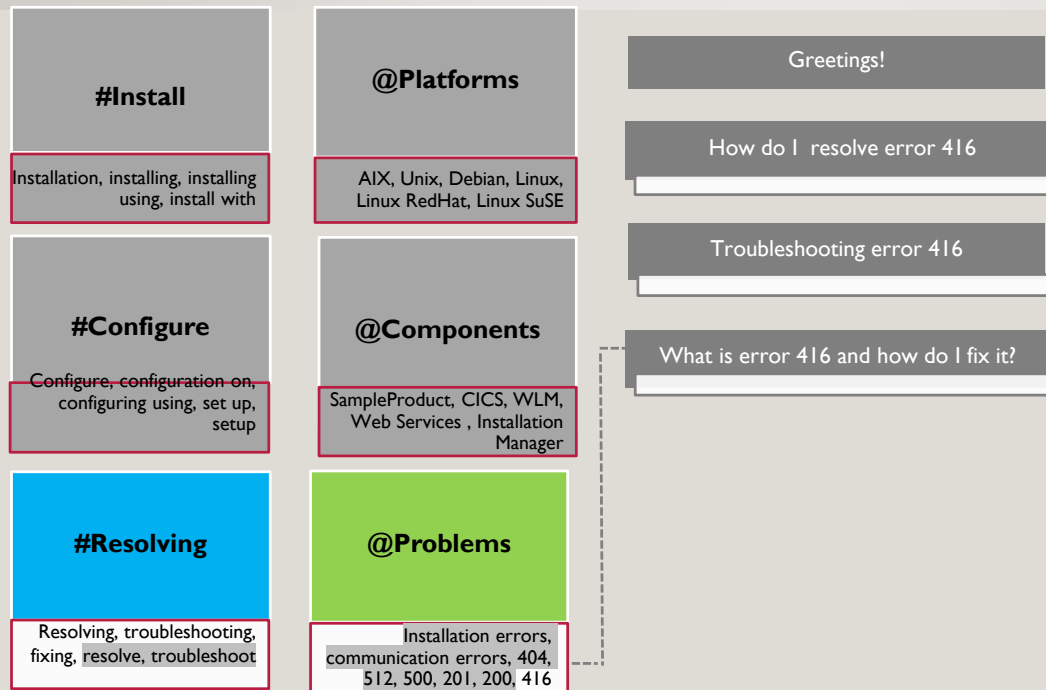 #Install
Installation, installing, installing
using, install with
@Platforms
AIX, Unix, Debian, Linux,
Linux RedHat, Linux SuSE
#Configure
Configure, configuration on,
configuring using, set up,
setup
@Components
SampleProduct, CICS, WLM,
Web Services , Installation
Manager
#Resolving
Resolving, troubleshooting,
fixing, resolve, troubleshoot
@Problems
Installation errors,
communication errors, 404,
512, 500, 201, 200, 416
Greetings!
How do I resolve error 416
Troubleshooting error 416
What is error 416 and how do I fix it?